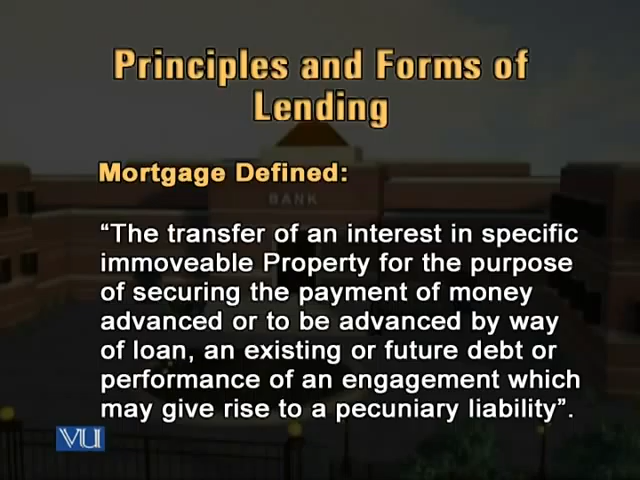 Principles and Forms of
Lending
Mortgage Defined:
BANK
“The transfer of an interest in specific
immoveable Property for the purpose
of securing the payment of money
advanced or to be advanced by way
of loan, an existing or future debt or
performance of an engagement which
may give rise to a pecuniary liability”.
VU